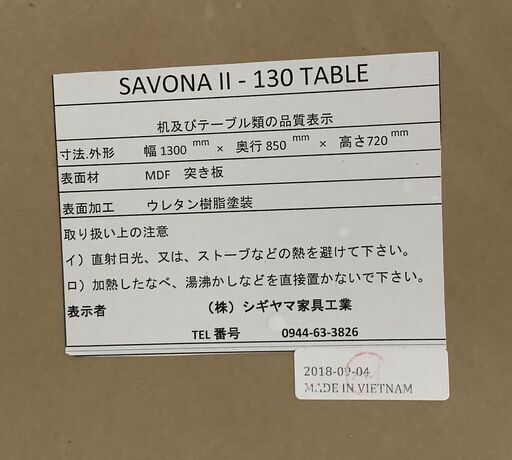 SAVONA II - 130 TABLE
机及びテーブル類の品質表示
寸法.外形 幅 1300 mm × 奥行 850 mm × 高さ720 mm
表面材 MDF 突き板
表面加工 ウレタン樹脂塗装
取り扱い上の注意
イ）直射日光、又は、ストーブなどの熱を避けて下さい。
ロ）加熱したなべ、湯沸かしなどを直接置かないで下さい。
表示者 （株）シギヤマ家具工業
TEL 番号 0944-63-3826
2018-09-04
MADE IN VIETNAM